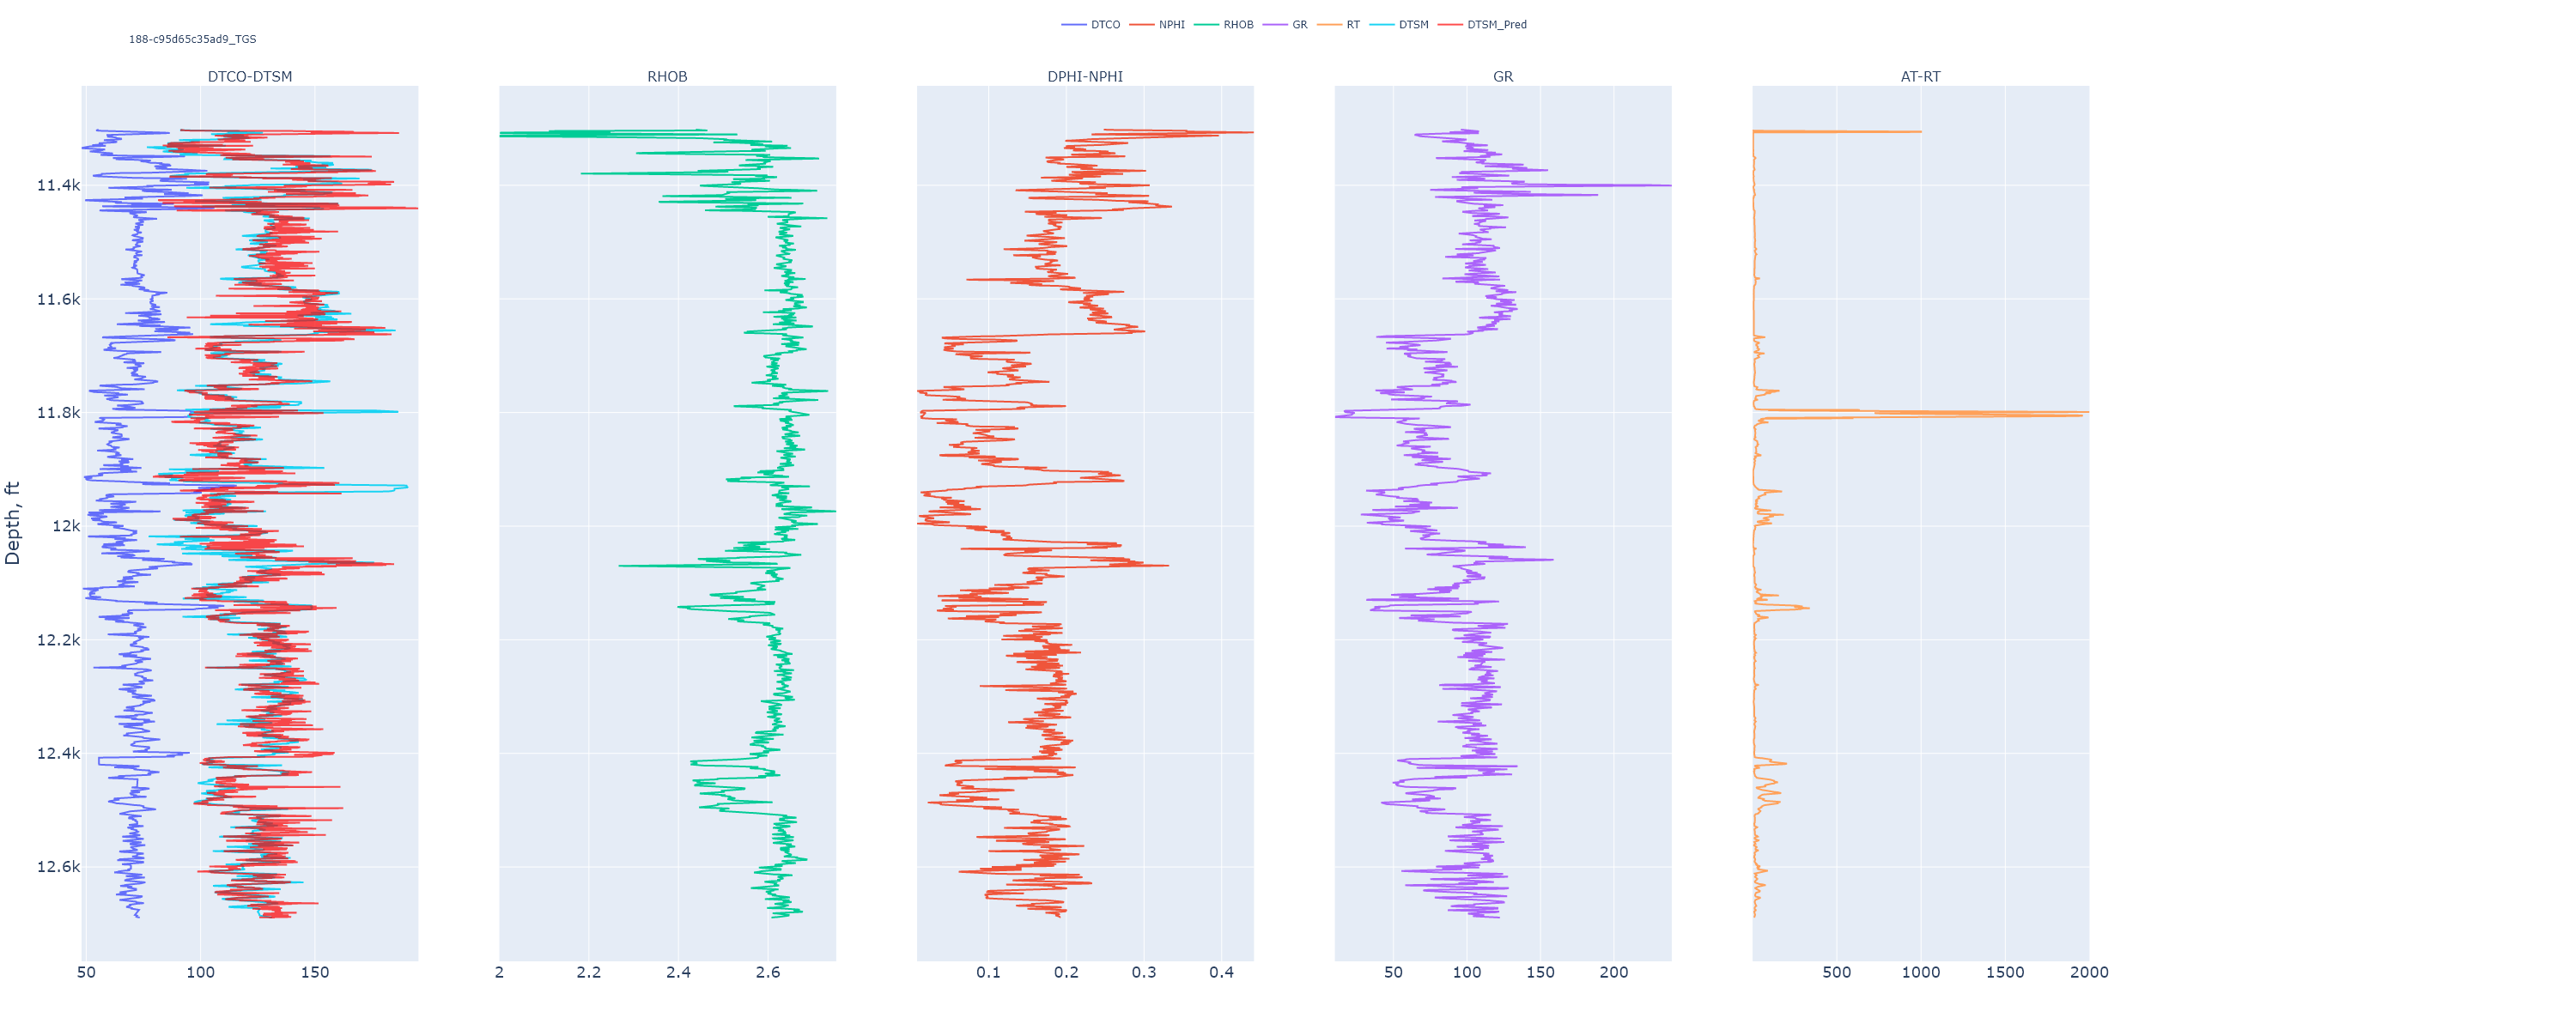 DTCO NPHI RHOB GR RT DTSM DTSM_Pred
188-c95d65c35ad9_TGS
DTCO-DTSM RHOB DPHI-NPHI GR AT-RT
Depth, ft
11.4k
11.6k
11.8k
12k
12.2k
12.4k
12.6k
50 100 150 2 2.2 2.4 2.6 0.1 0.2 0.3 0.4 50 100 150 200 500 1000 1500 2000